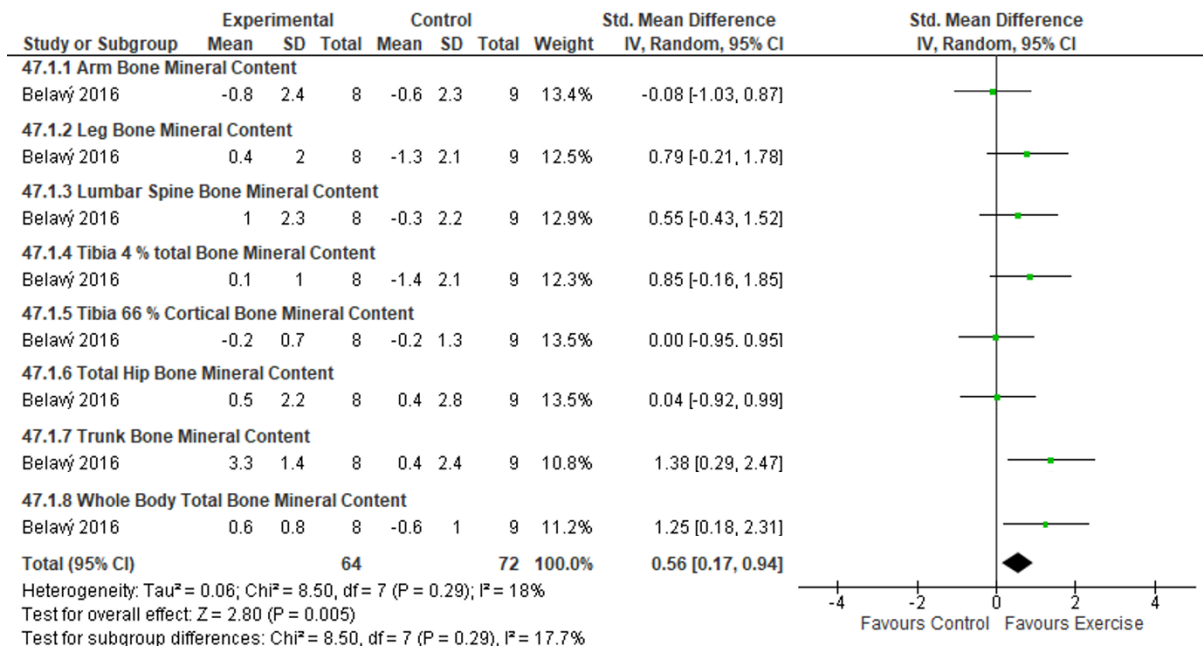 Experimental Control Std. Mean Difference Std. Mean Difference
Study or Subgroup Mean SD Total Mean SD Total Weight IV, Random, 95% CI IV, Random, 95% CI
47.1.1 Arm Bone Mineral Content
Belavý 2016 -0.8 2.4 8 -0.6 2.3 9 13.4% -0.08 [-1.03, 0.87]
47.1.2 Leg Bone Mineral Content
Belavý 2016 0.4 2 8 -1.3 2.1 9 12.5% 0.79 [-0.21, 1.78]
47.1.3 Lumbar Spine Bone Mineral Content
Belavý 2016 1 2.3 8 -0.3 2.2 9 12.9% 0.55 [-0.43, 1.52]
47.1.4 Tibia 4 % total Bone Mineral Content
Belavý 2016 0.1 1 8 -1.4 2.1 9 12.3% 0.85 [-0.16, 1.85]
47.1.5 Tibia 66 % Cortical Bone Mineral Content
Belavý 2016 -0.2 0.7 8 -0.2 1.3 9 13.5% 0.00 [-0.95, 0.95]
47.1.6 Total Hip Bone Mineral Content
Belavý 2016 0.5 2.2 8 0.4 2.8 9 13.5% 0.04 [-0.92, 0.99]
47.1.7 Trunk Bone Mineral Content
Belavý 2016 3.3 1.4 8 0.4 2.4 9 10.8% 1.38 [0.29, 2.47]
47.1.8 Whole Body Total Bone Mineral Content
Belavý 2016 0.6 0.8 8 -0.6 1 9 11.2% 1.25 [0.18, 2.31]
Total (95% CI) 64 72 100.0% 0.56 [0.17, 0.94]
Heterogeneity: Tau² = 0.06; Chi² = 8.50, df = 7 (P = 0.29); I² = 18%
Test for overall effect: Z = 2.80 (P = 0.005)
Test for subgroup differences: Chi² = 8.50, df = 7 (P = 0.29), I² = 17.7%
-4 -2 0 2 4
Favours Control Favours Exercise